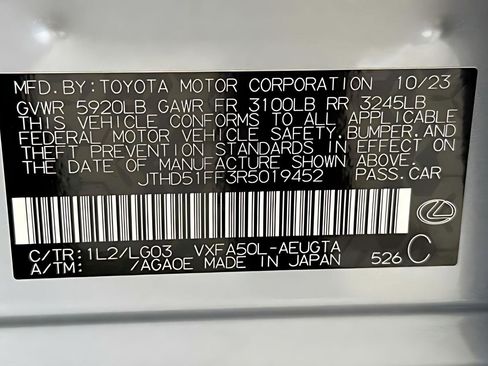 MFD.BY:TOYOTA MOTOR CORPORATION 10/23
GVWR 5920LB GAWR FR 3100LB RR 3245LB
THIS VEHICLE CONFORMS TO ALL APPLICABLE
FEDERAL MOTOR VEHICLE SAFETY,BUMPER,AND
THEFT PREVENTION STANDARDS IN EFFECT ON
THE DATE OF MANUFACTURE SHOWN ABOVE.
JTHD51FF3R5019452 PASS.CAR
C/TR:1L2/LG03 VXFA50L-AEUGTA
A/TM: /AGA0E MADE IN JAPAN 526 C